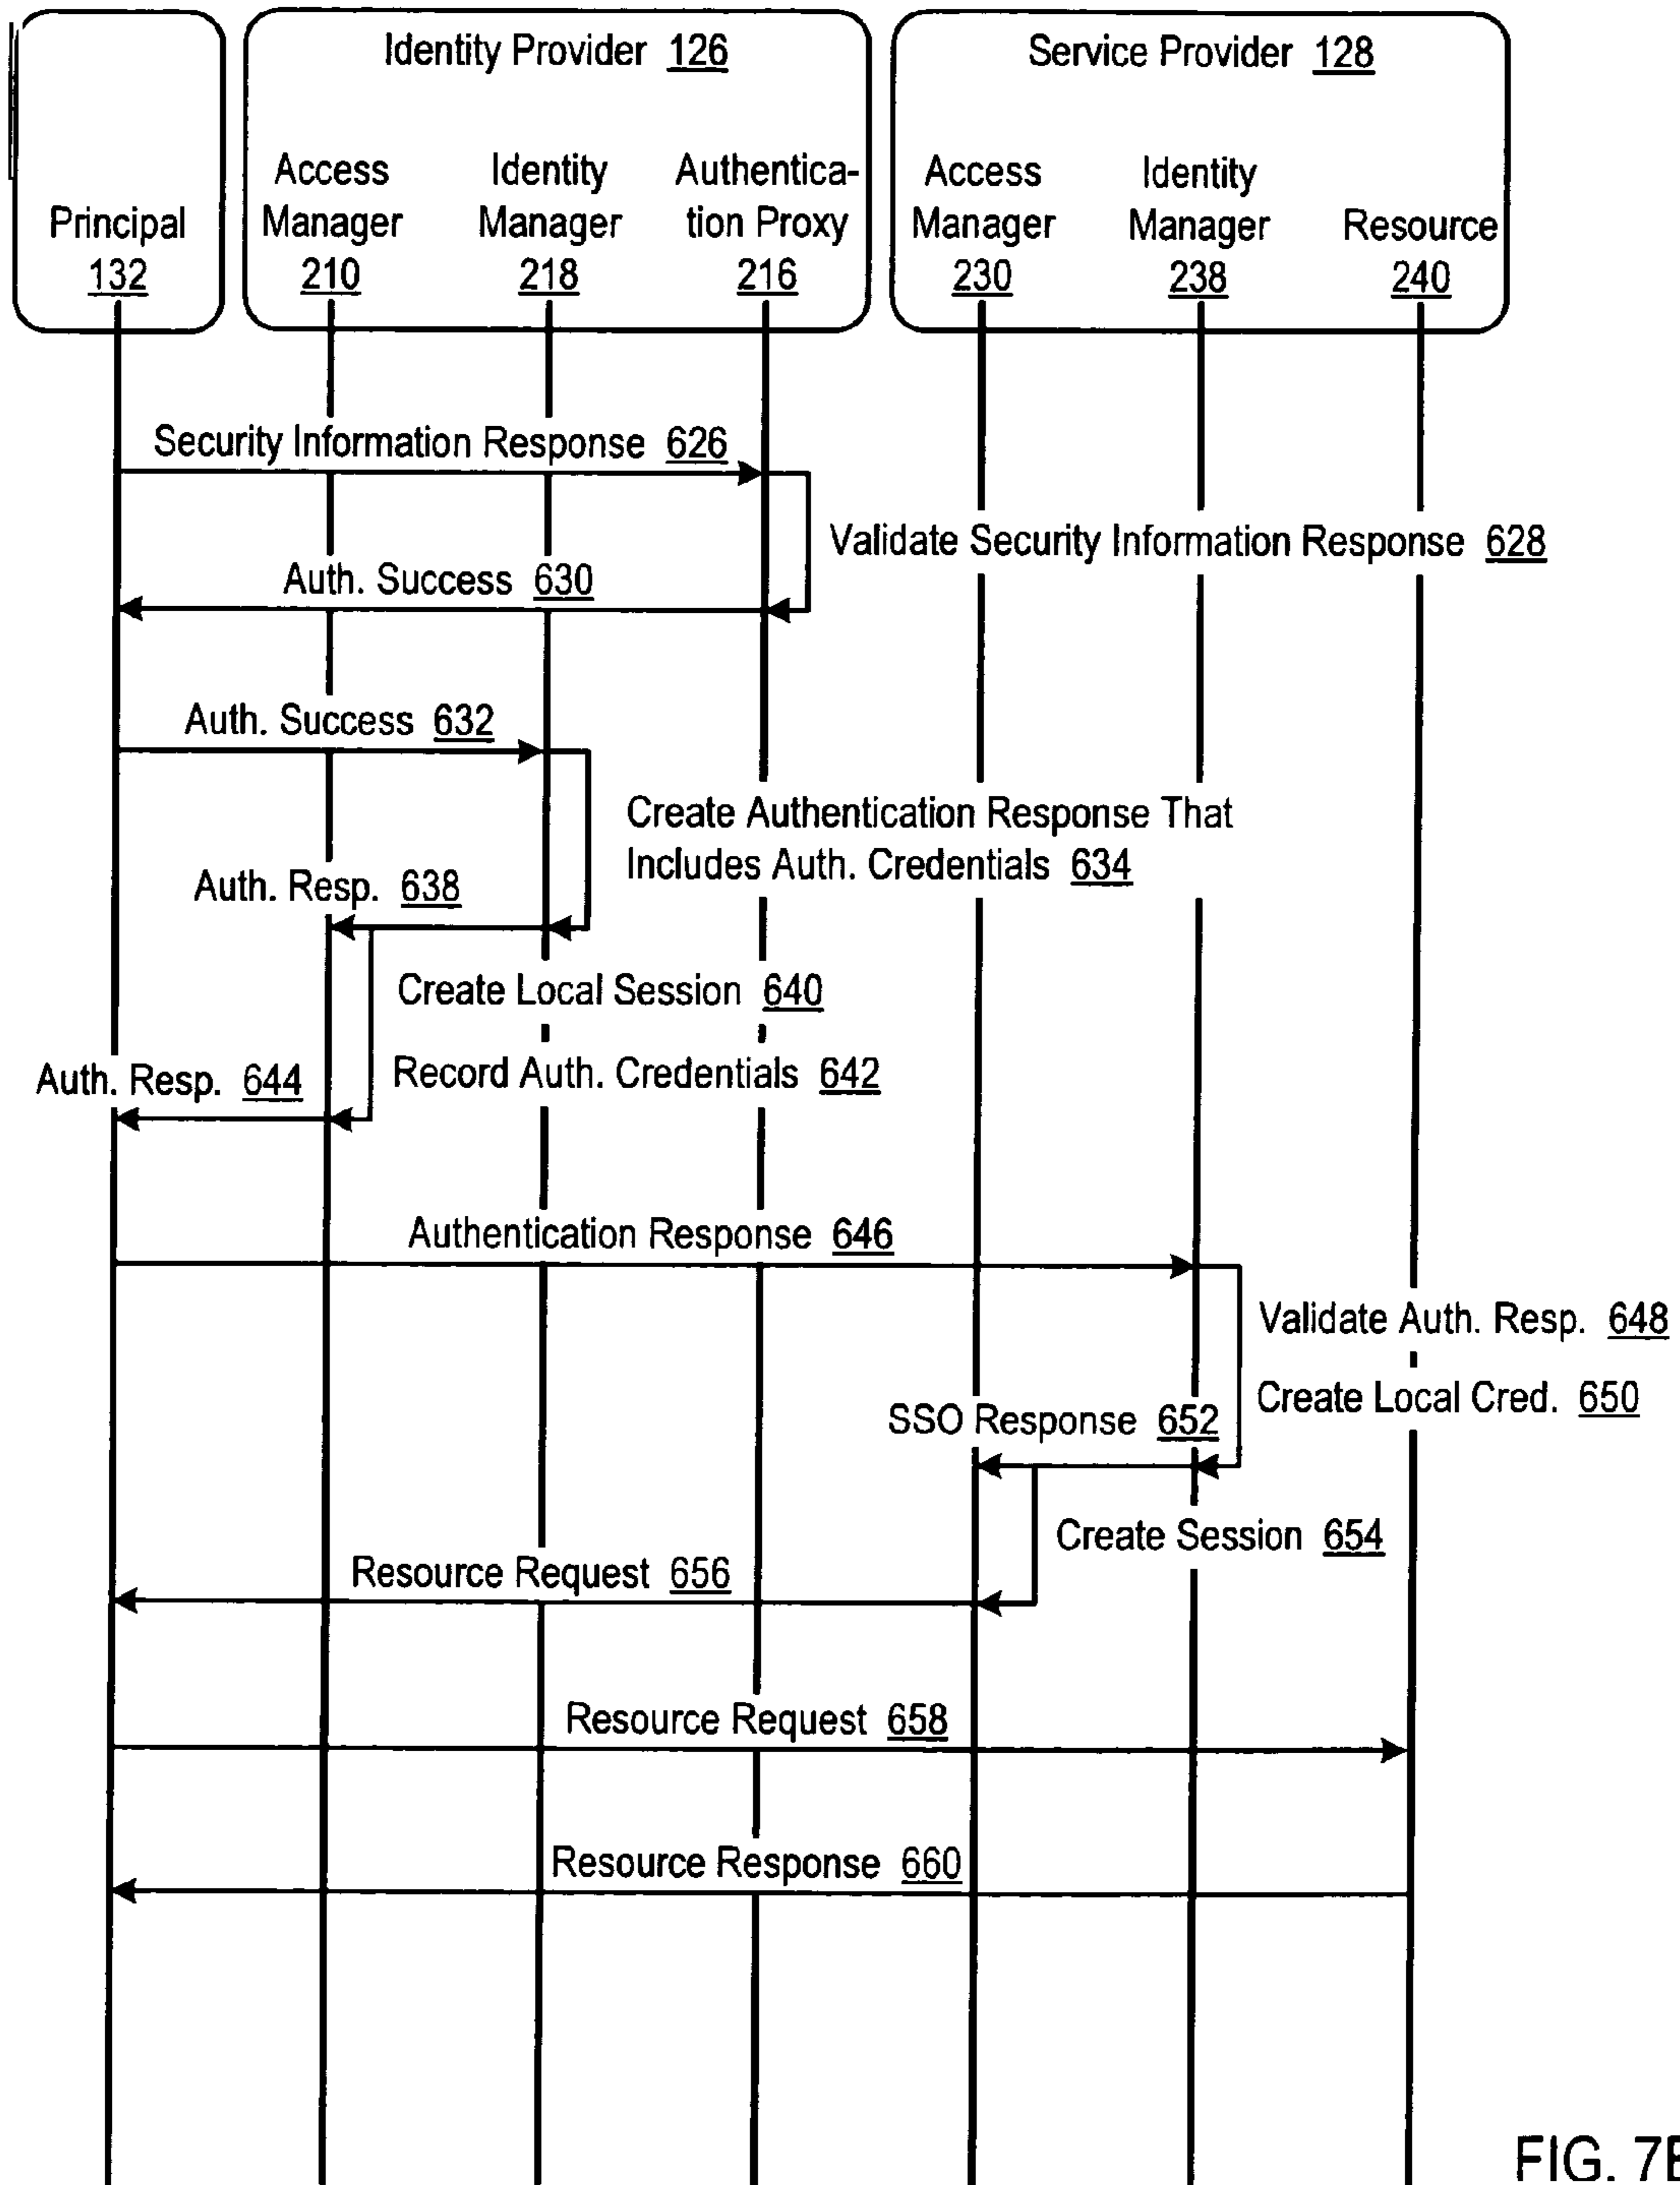 Identity Provider 126
Service Provider 128
Principal
132
Access
Manager
210
Identity
Manager
218
Authentica-
tion Proxy
216
Access
Manager
230
Identity
Manager
238
Resource
240
Security Information Response 626
Validate Security Information Response 628
Auth. Success 630
Auth. Success 632
Create Authentication Response That
Includes Auth. Credentials 634
Auth. Resp. 638
Create Local Session 640
Record Auth. Credentials 642
Auth. Resp. 644
Authentication Response 646
Validate Auth. Resp. 648
Create Local Cred. 650
SSO Response 652
Create Session 654
Resource Request 656
Resource Request 658
Resource Response 660
FIG. 7